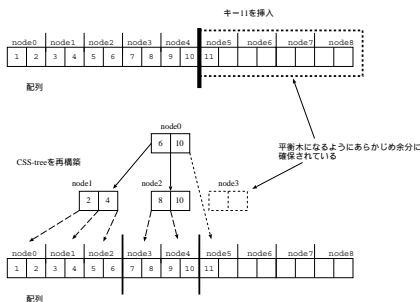 キー11を挿入
node0 node1 node2 node3 node4 node5 node6 node7 node8
1 2 3 4 5 6 7 8 9 10 11
配列
node0
6 10
平衡木になるようにあらかじめ余分に
確保されている
CSS-treeを再構築
node1 node2 node3
2 4 8 10
node0 node1 node2 node3 node4 node5 node6 node7 node8
1 2 3 4 5 6 7 8 9 10 11
配列